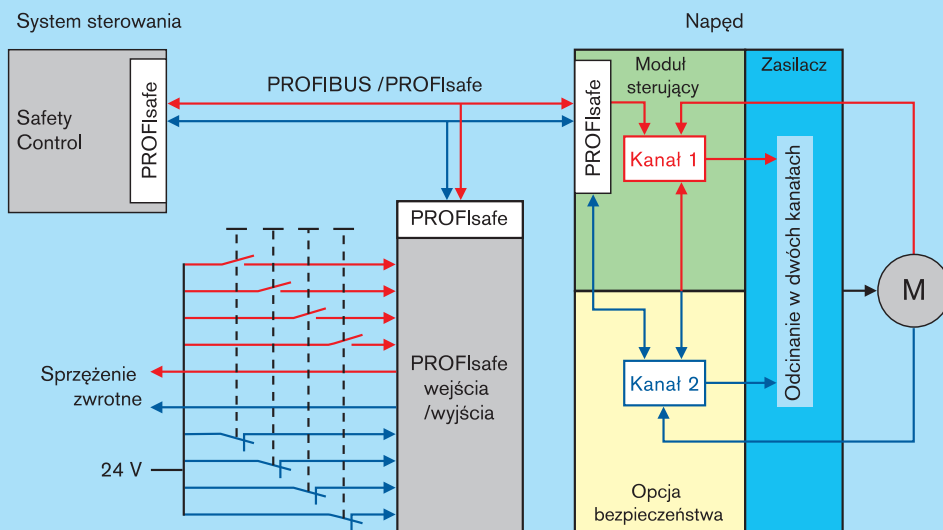 System sterowania
Napęd
Safety
Control
PROFIsafe
PROFIBUS /PROFIsafe
PROFIsafe
Moduł
sterujący
Zasilacz
Kanał 1
PROFIsafe
Odcinanie w dwóch kanałach
M
PROFIsafe
wejścia
/wyjścia
Sprzężenie
zwrotne
Kanał 2
24 V
Opcja
bezpieczeństwa